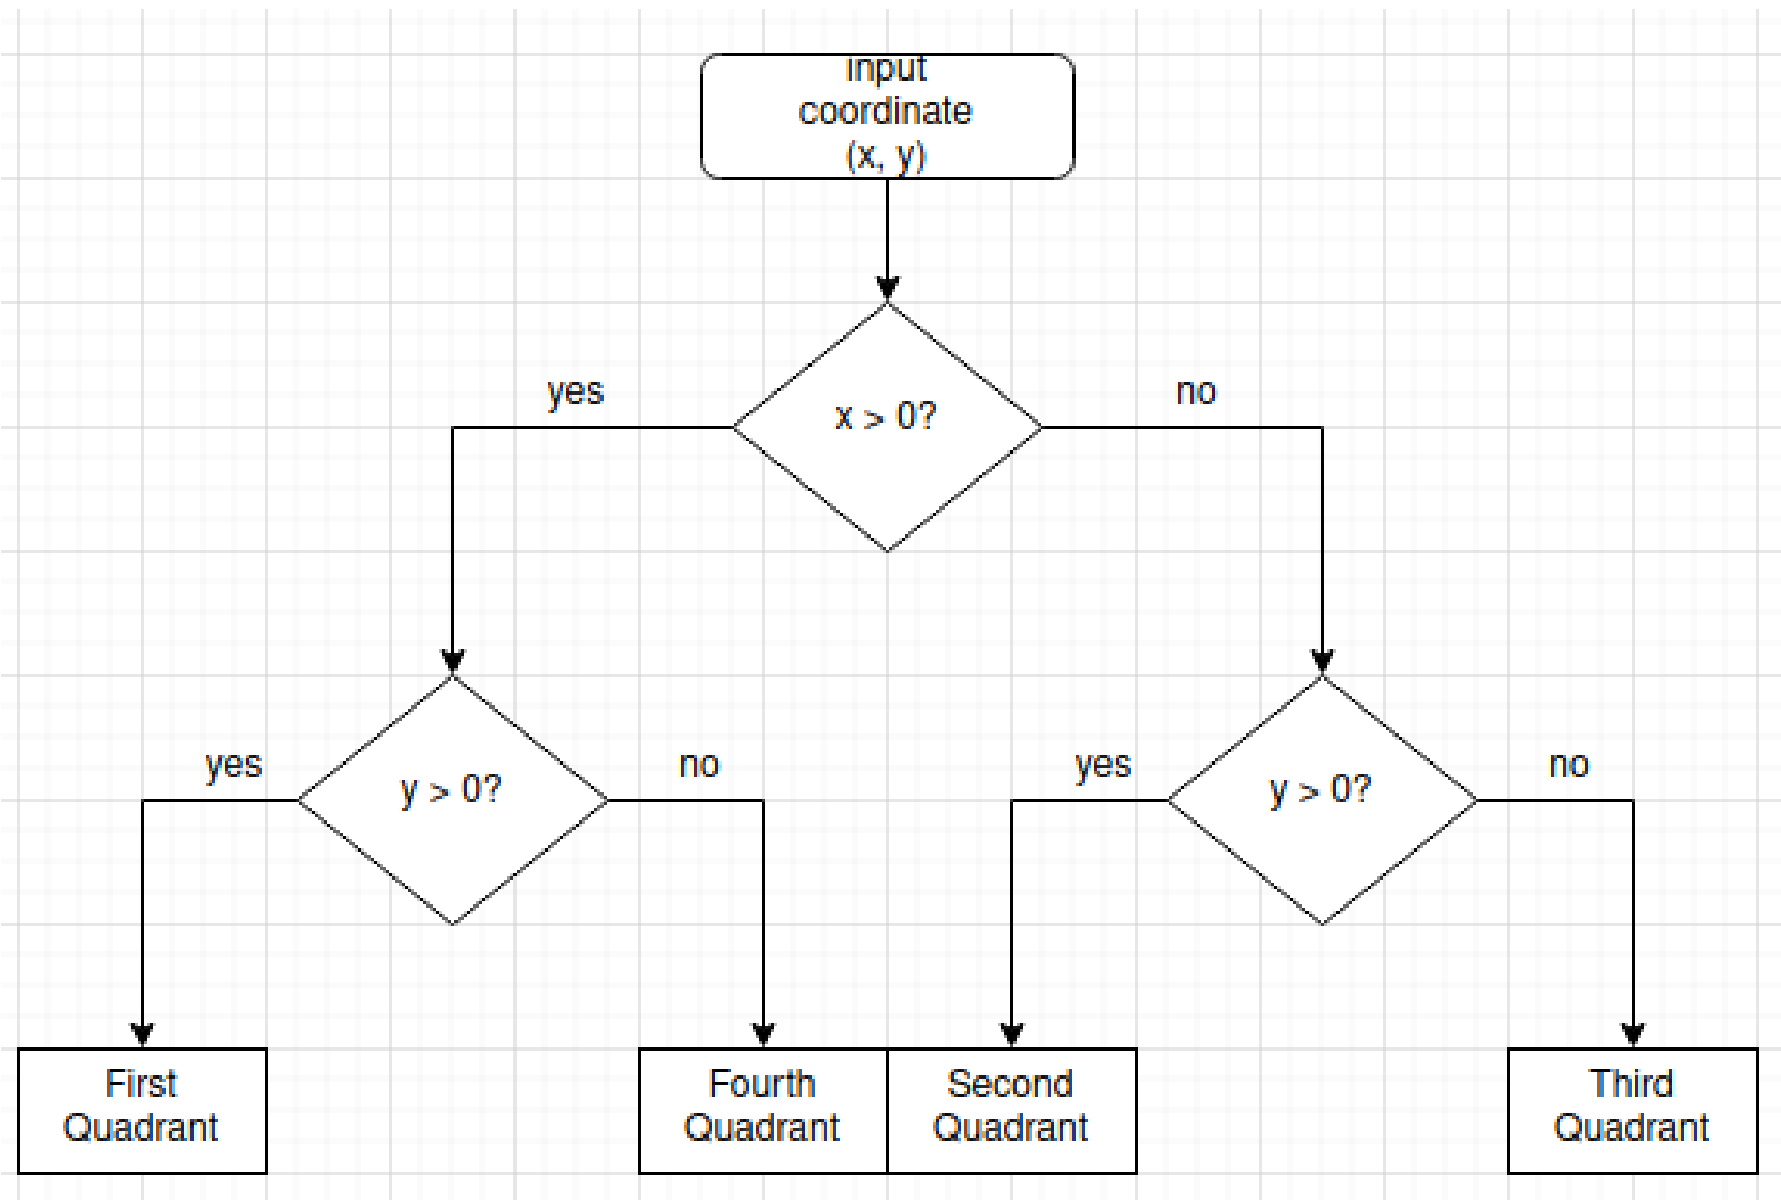 input
coordinate
(x, y)
yes
x > 0?
no
yes
y > 0?
no
yes
y > 0?
no
First
Quadrant
Fourth
Quadrant
Second
Quadrant
Third
Quadrant